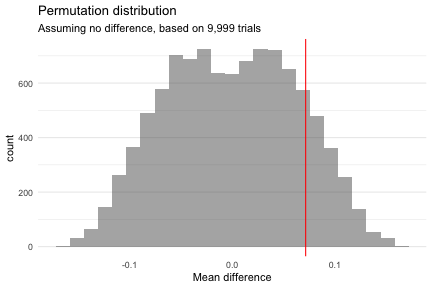 Permutation distribution
Assuming no difference, based on 9,999 trials
count
600
400
200
0
-0.1
0.0
0.1
Mean difference